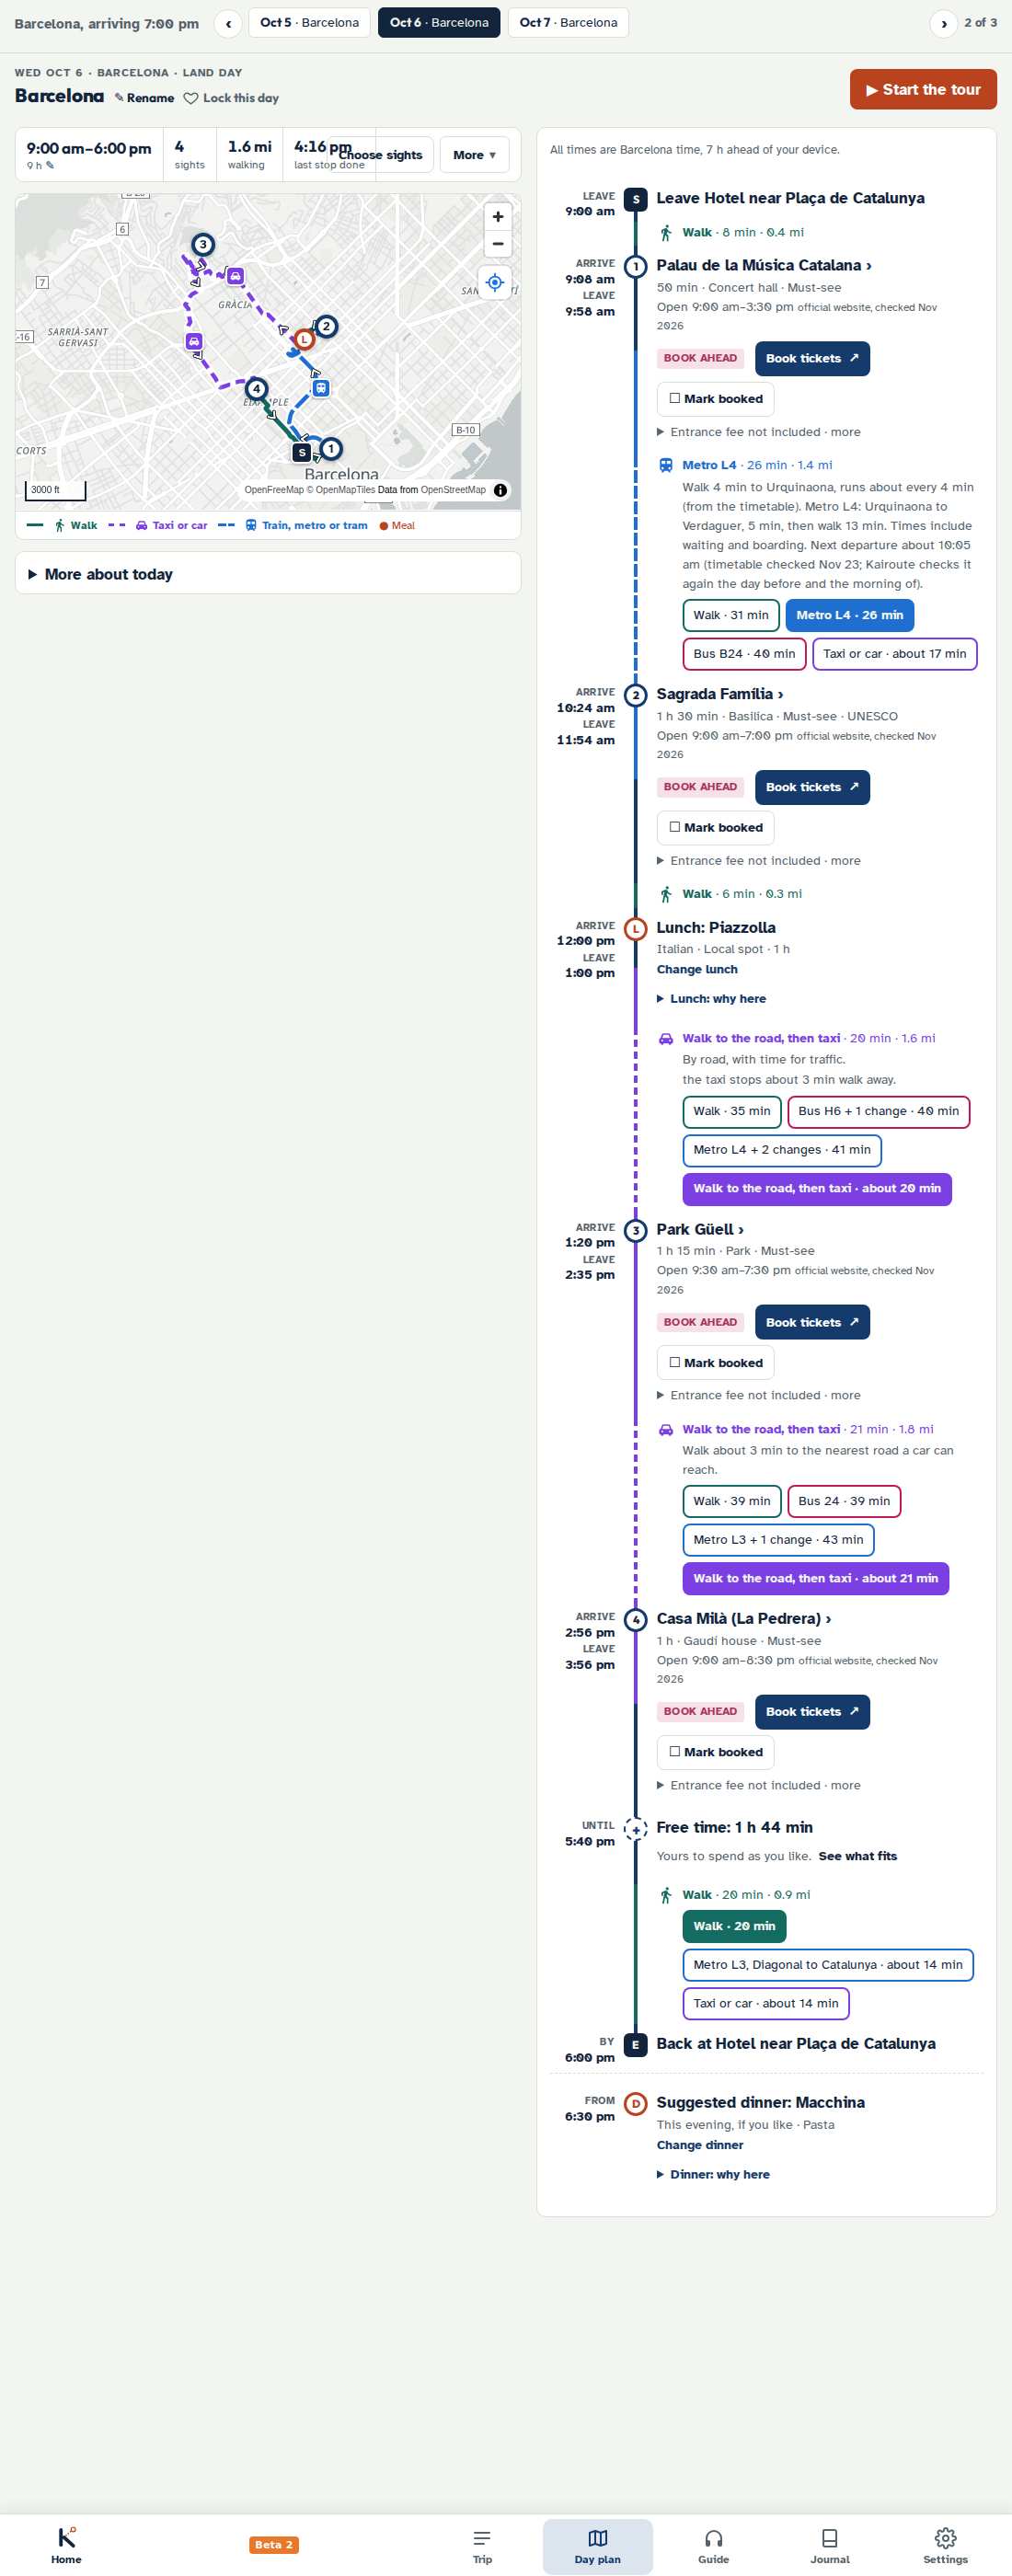 Barcelona, arriving 7:00 pm
‹
Oct 5 · Barcelona
Oct 6 · Barcelona
Oct 7 · Barcelona
›
2 of 3
WED OCT 6 · BARCELONA · LAND DAY
Barcelona
✎ Rename
Lock this day
▶ Start the tour
9:00 am–6:00 pm
9 h ✎
4
sights
1.6 mi
walking
4:16 pm
last stop done
Choose sights
More ▾
6
7
-16
SARRIÀ-SANT
GERVASI
GRÀCIA
CORTS
B-10
Barcelona
3
2
L
4
S
1
+
−
3000 ft
OpenFreeMap © OpenMapTiles Data from OpenStreetMap
Walk
Taxi or car
Train, metro or tram
Meal
▶ More about today
All times are Barcelona time, 7 h ahead of your device.
LEAVE
9:00 am
S
Leave Hotel near Plaça de Catalunya
Walk · 8 min · 0.4 mi
ARRIVE
9:08 am
LEAVE
9:58 am
1
Palau de la Música Catalana ›
50 min · Concert hall · Must-see
Open 9:00 am–3:30 pm official website, checked Nov
2026
BOOK AHEAD
Book tickets ↗
☐ Mark booked
▶ Entrance fee not included · more
Metro L4 · 26 min · 1.4 mi
Walk 4 min to Urquinaona, runs about every 4 min
(from the timetable). Metro L4: Urquinaona to
Verdaguer, 5 min, then walk 13 min. Times include
waiting and boarding. Next departure about 10:05
am (timetable checked Nov 23; Kairoute checks it
again the day before and the morning of).
Walk · 31 min
Metro L4 · 26 min
Bus B24 · 40 min
Taxi or car · about 17 min
ARRIVE
10:24 am
LEAVE
11:54 am
2
Sagrada Família ›
1 h 30 min · Basilica · Must-see · UNESCO
Open 9:00 am–7:00 pm official website, checked Nov
2026
BOOK AHEAD
Book tickets ↗
☐ Mark booked
▶ Entrance fee not included · more
Walk · 6 min · 0.3 mi
ARRIVE
12:00 pm
LEAVE
1:00 pm
L
Lunch: Piazzolla
Italian · Local spot · 1 h
Change lunch
▶ Lunch: why here
Walk to the road, then taxi · 20 min · 1.6 mi
By road, with time for traffic.
the taxi stops about 3 min walk away.
Walk · 35 min
Bus H6 + 1 change · 40 min
Metro L4 + 2 changes · 41 min
Walk to the road, then taxi · about 20 min
ARRIVE
1:20 pm
LEAVE
2:35 pm
3
Park Güell ›
1 h 15 min · Park · Must-see
Open 9:30 am–7:30 pm official website, checked Nov
2026
BOOK AHEAD
Book tickets ↗
☐ Mark booked
▶ Entrance fee not included · more
Walk to the road, then taxi · 21 min · 1.8 mi
Walk about 3 min to the nearest road a car can
reach.
Walk · 39 min
Bus 24 · 39 min
Metro L3 + 1 change · 43 min
Walk to the road, then taxi · about 21 min
ARRIVE
2:56 pm
LEAVE
3:56 pm
4
Casa Milà (La Pedrera) ›
1 h · Gaudí house · Must-see
Open 9:00 am–8:30 pm official website, checked Nov
2026
BOOK AHEAD
Book tickets ↗
☐ Mark booked
▶ Entrance fee not included · more
UNTIL
5:40 pm
+
Free time: 1 h 44 min
Yours to spend as you like. See what fits
Walk · 20 min · 0.9 mi
Walk · 20 min
Metro L3, Diagonal to Catalunya · about 14 min
Taxi or car · about 14 min
BY
6:00 pm
E
Back at Hotel near Plaça de Catalunya
FROM
6:30 pm
D
Suggested dinner: Macchina
This evening, if you like · Pasta
Change dinner
▶ Dinner: why here
Home
Beta 2
Trip
Day plan
Guide
Journal
Settings